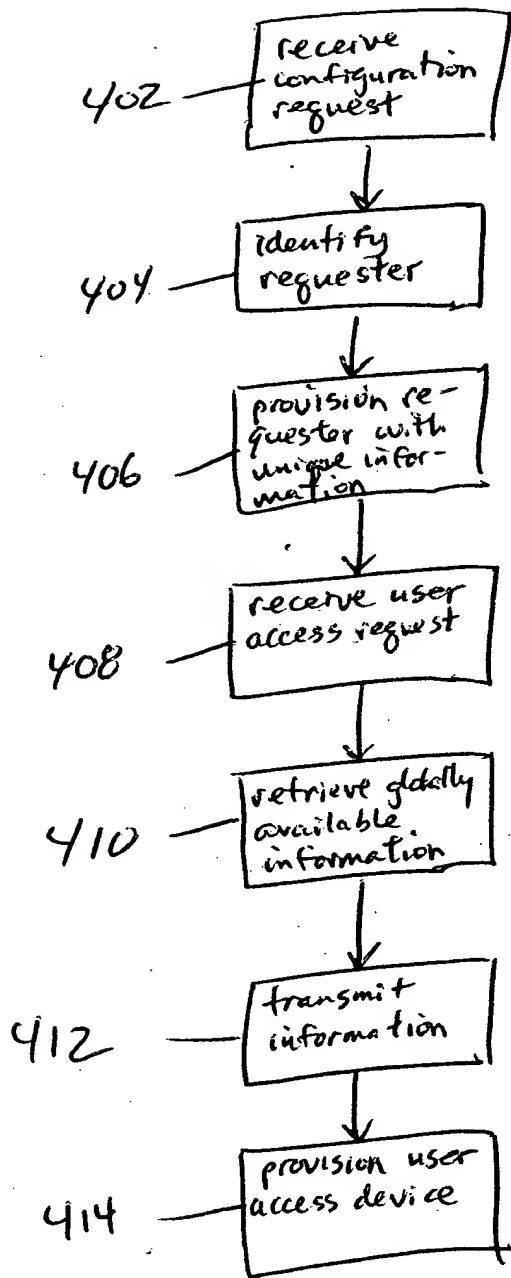 receive
configuration
request
402
identify
requester
404
provision re-
quester with
unique infor-
mation
406
receive user
access request
408
retrieve globally
available
information
410
transmit
information
412
provision user
access device
414